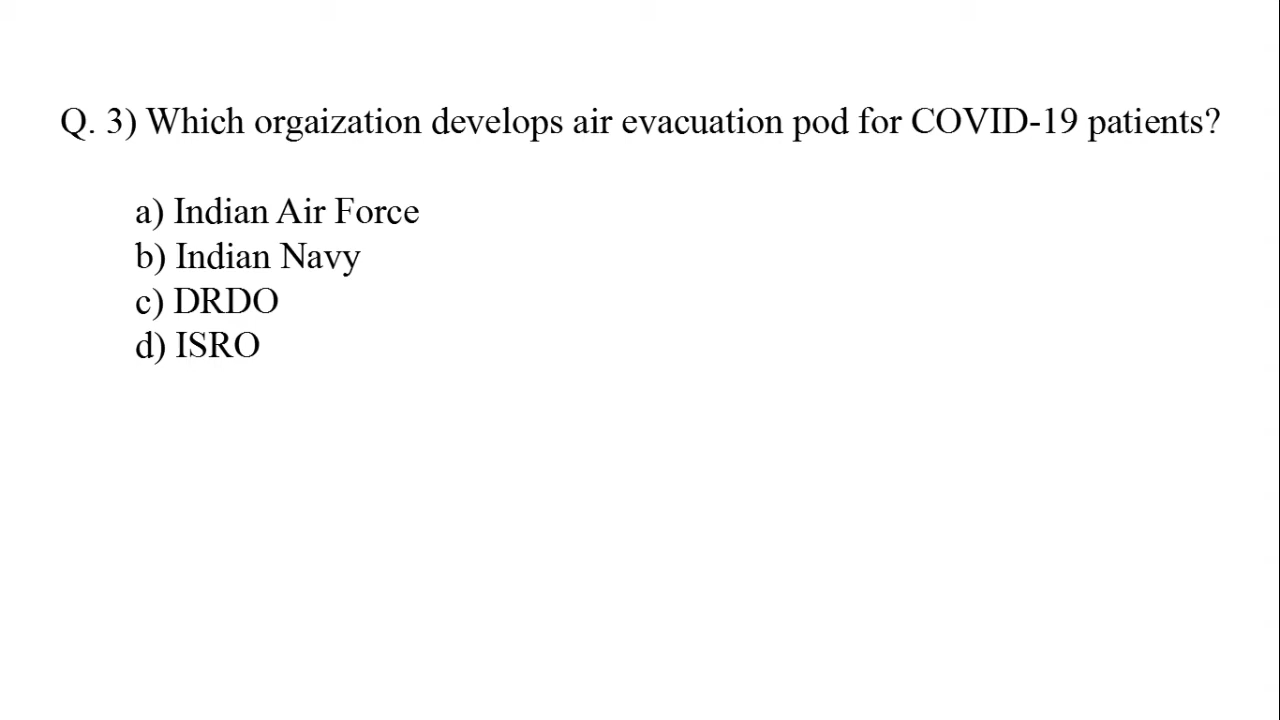 Q. 3) Which orgaization develops air evacuation pod for COVID-19 patients?
a) Indian Air Force
b) Indian Navy
c) DRDO
d) ISRO